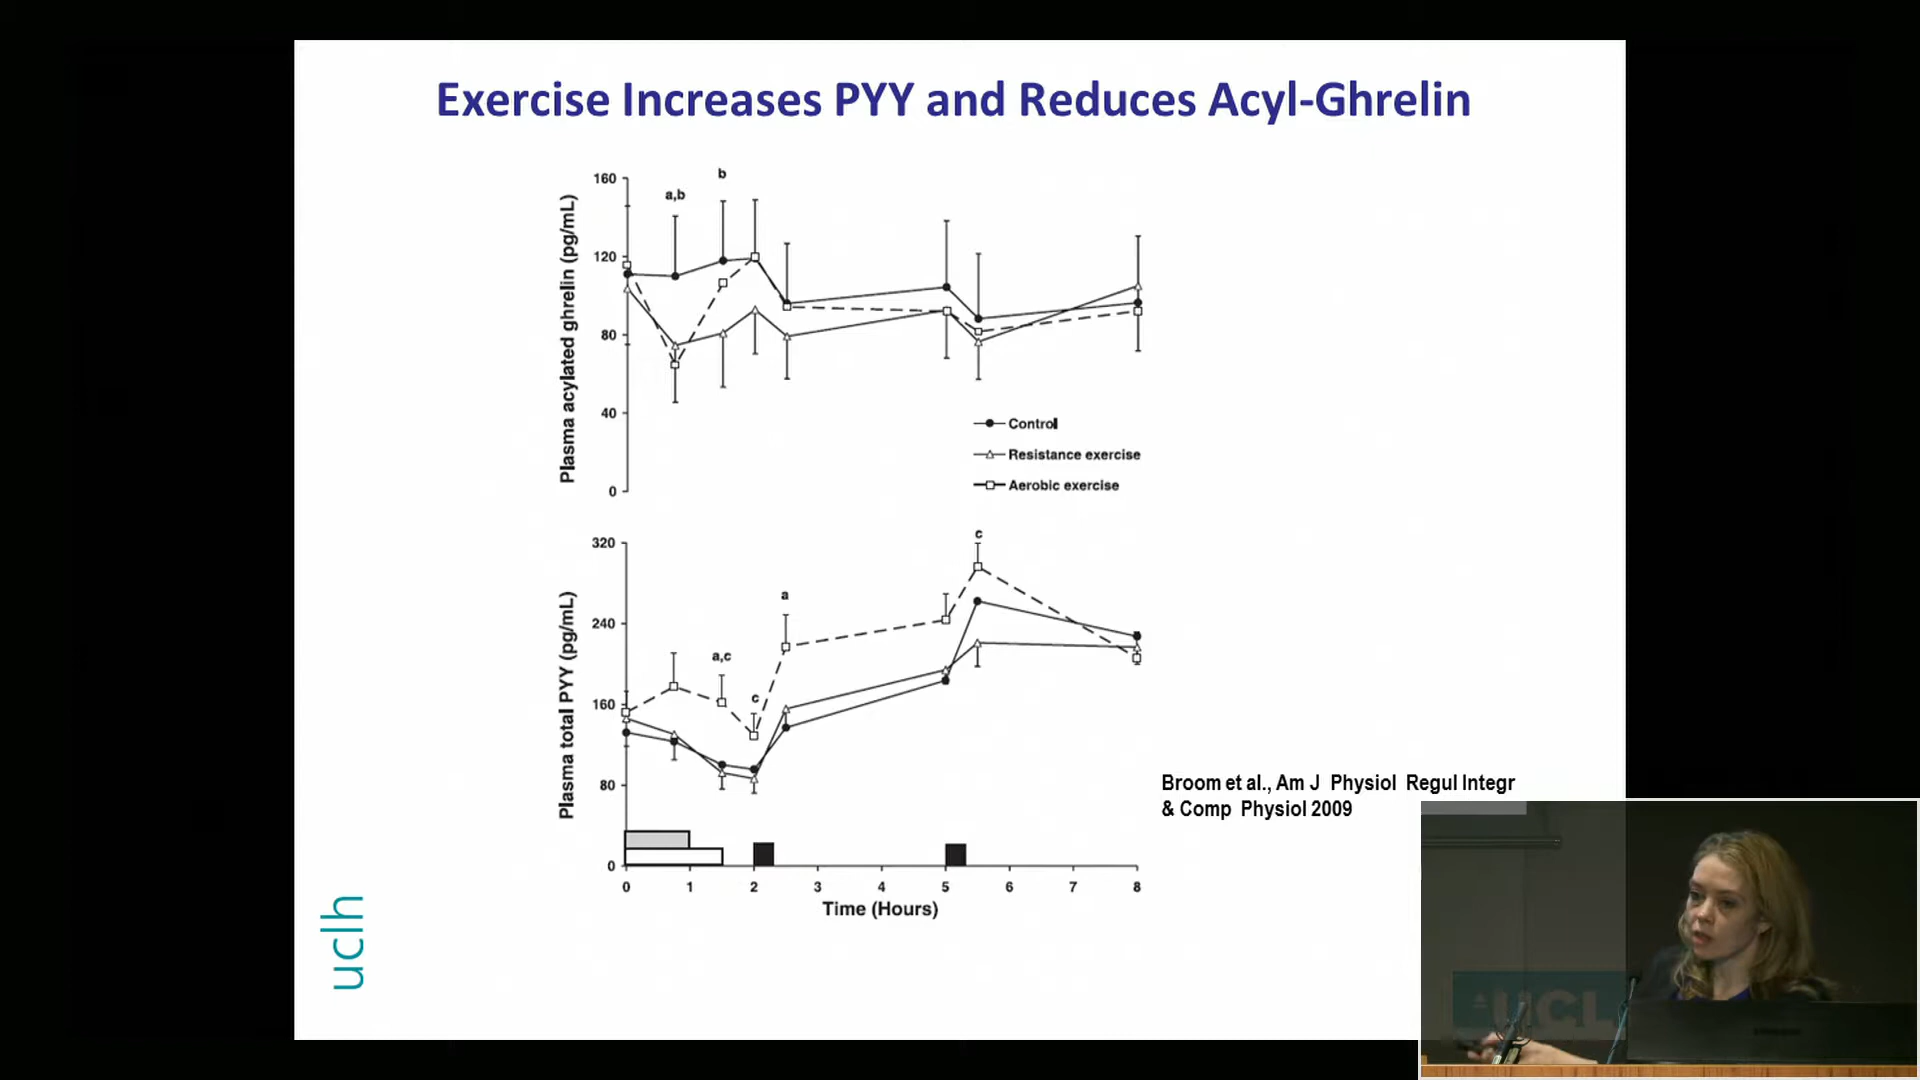 Exercise Increases PYY and Reduces Acyl-Ghrelin
Plasma acylated ghrelin (pg/mL)
160
120
80
40
0
a,b
b
Control
Resistance exercise
Aerobic exercise
Plasma total PYY (pg/mL)
320
240
160
80
0
a,c
c
a
c
0 1 2 3 4 5 6 7 8
Time (Hours)
Broom et al., Am J Physiol Regul Integr
& Comp Physiol 2009
uclh
UCL